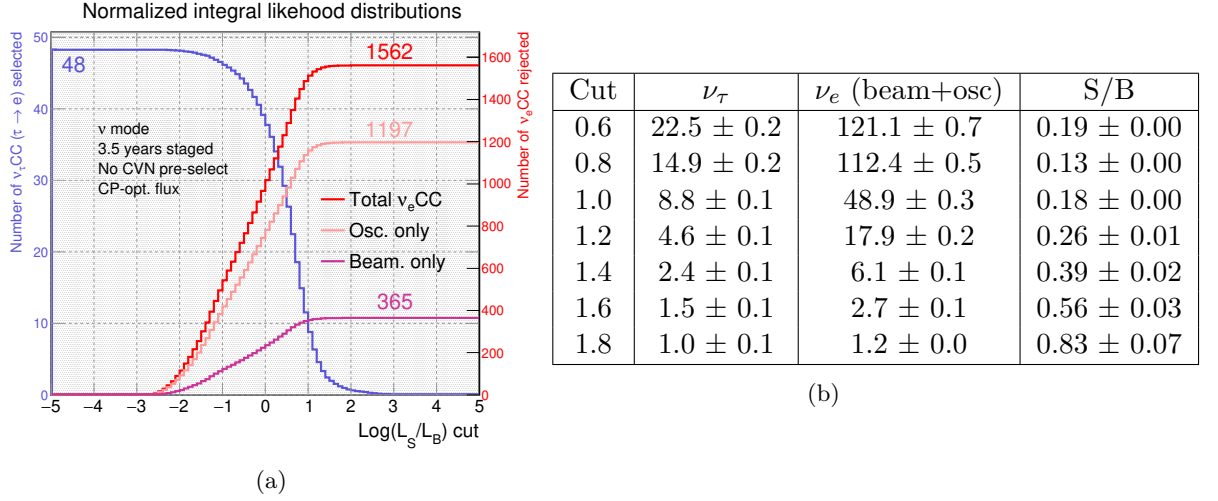 Normalized integral likehood distributions
Number of ν_τCC (τ → e) selected
50
40
30
20
10
0
48
ν mode
3.5 years staged
No CVN pre-select
CP-opt. flux
1562
1197
365
Total ν_eCC
Osc. only
Beam. only
Number of ν_eCC rejected
1600
1400
1200
1000
800
600
400
200
0
−5 −4 −3 −2 −1 0 1 2 3 4 5
Log(L_S/L_B) cut
(a)
Cut ν_τ ν_e (beam+osc) S/B
0.6 22.5 ± 0.2 121.1 ± 0.7 0.19 ± 0.00
0.8 14.9 ± 0.2 112.4 ± 0.5 0.13 ± 0.00
1.0 8.8 ± 0.1 48.9 ± 0.3 0.18 ± 0.00
1.2 4.6 ± 0.1 17.9 ± 0.2 0.26 ± 0.01
1.4 2.4 ± 0.1 6.1 ± 0.1 0.39 ± 0.02
1.6 1.5 ± 0.1 2.7 ± 0.1 0.56 ± 0.03
1.8 1.0 ± 0.1 1.2 ± 0.0 0.83 ± 0.07
(b)